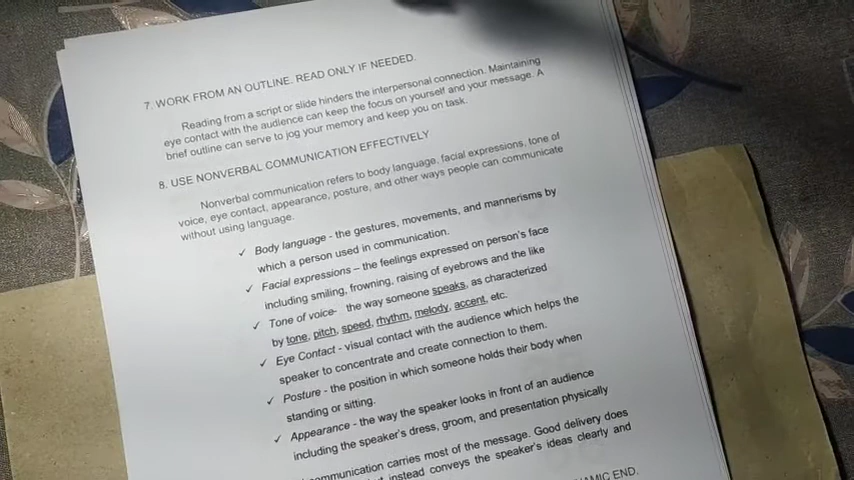 7. WORK FROM AN OUTLINE. READ ONLY IF NEEDED.
Reading from a script or slide hinders the interpersonal connection. Maintaining
eye contact with the audience can keep the focus on yourself and your message. A
brief outline can serve to jog your memory and keep you on task.
8. USE NONVERBAL COMMUNICATION EFFECTIVELY
Nonverbal communication refers to body language, facial expressions, tone of
voice, eye contact, appearance, posture, and other ways people can communicate
without using language.
✓ Body language - the gestures, movements, and mannerisms by
which a person used in communication.
✓ Facial expressions – the feelings expressed on person's face
including smiling, frowning, raising of eyebrows and the like
✓ Tone of voice- the way someone speaks, as characterized
by tone, pitch, speed, rhythm, melody, accent, etc.
✓ Eye Contact - visual contact with the audience which helps the
speaker to concentrate and create connection to them.
✓ Posture - the position in which someone holds their body when
standing or sitting.
✓ Appearance - the way the speaker looks in front of an audience
including the speaker's dress, groom, and presentation physically
communication carries most of the message. Good delivery does
but instead conveys the speaker's ideas clearly and
END.